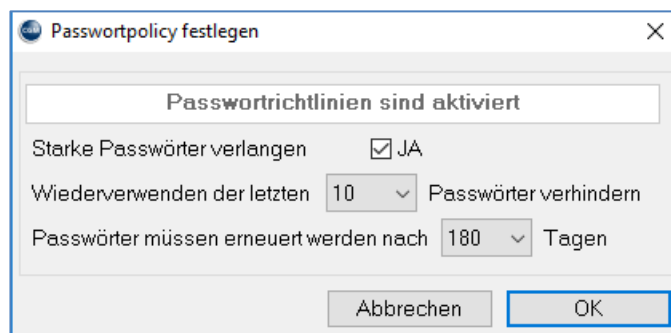 CGM Passwortpolicy festlegen
Passwortrichtlinien sind aktiviert
Starke Passwörter verlangen JA
Wiederverwenden der letzten 10 Passwörter verhindern
Passwörter müssen erneuert werden nach 180 Tagen
Abbrechen OK